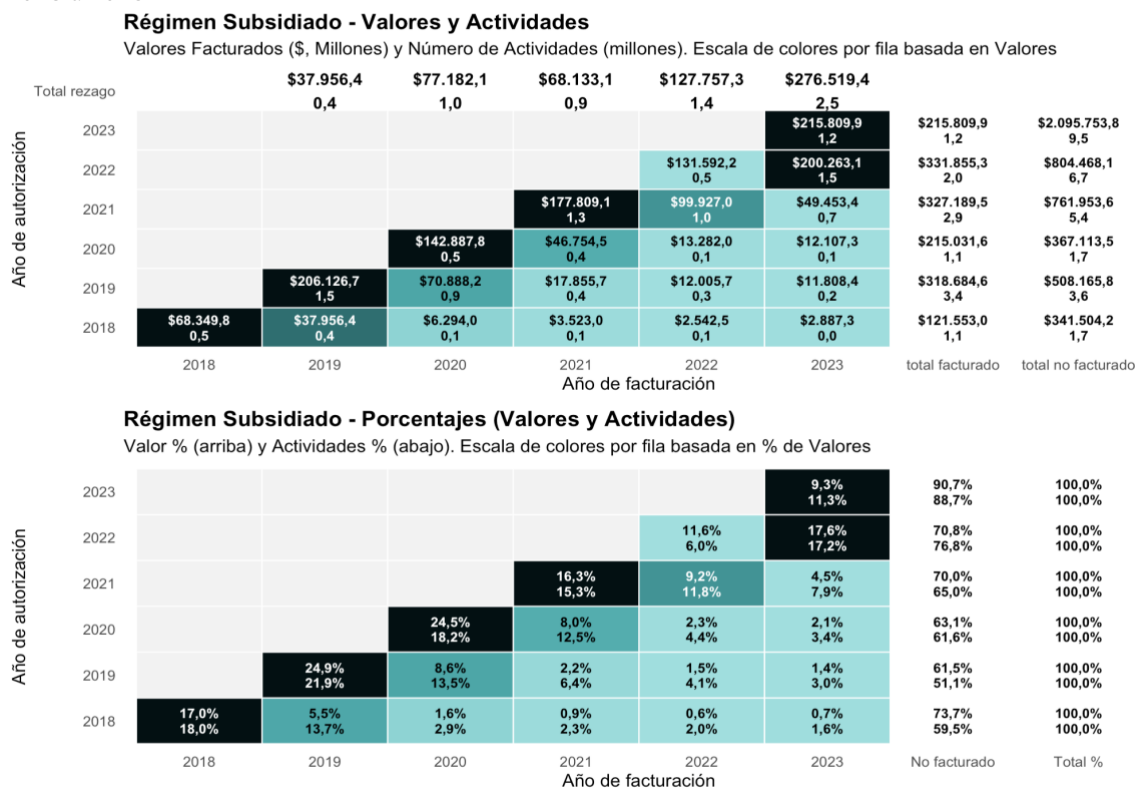 Régimen Subsidiado - Valores y Actividades
Valores Facturados ($, Millones) y Número de Actividades (millones). Escala de colores por fila basada en Valores
Total rezago
$37.956,4 $77.182,1 $68.133,1 $127.757,3 $276.519,4
0,4 1,0 0,9 1,4 2,5
Año de autorización
2023
$215.809,9 $215.809,9 $2.095.753,8
1,2 1,2 9,5
2022
$131.592,2 $200.263,1 $331.855,3 $804.468,1
0,5 1,5 2,0 6,7
2021
$177.809,1 $99.927,0 $49.453,4 $327.189,5 $761.953,6
1,3 1,0 0,7 2,9 5,4
2020
$142.887,8 $46.754,5 $13.282,0 $12.107,3 $215.031,6 $367.113,5
0,5 0,4 0,1 0,1 1,1 1,7
2019
$206.126,7 $70.888,2 $17.855,7 $12.005,7 $11.808,4 $318.684,6 $508.165,8
1,5 0,9 0,4 0,3 0,2 3,4 3,6
2018
$68.349,8 $37.956,4 $6.294,0 $3.523,0 $2.542,5 $2.887,3 $121.553,0 $341.504,2
0,5 0,4 0,1 0,1 0,1 0,0 1,1 1,7
2018 2019 2020 2021 2022 2023 total facturado total no facturado
Año de facturación
Régimen Subsidiado - Porcentajes (Valores y Actividades)
Valor % (arriba) y Actividades % (abajo). Escala de colores por fila basada en % de Valores
Año de autorización
2023
9,3% 90,7% 100,0%
11,3% 88,7% 100,0%
2022
11,6% 17,6% 70,8% 100,0%
6,0% 17,2% 76,8% 100,0%
2021
16,3% 9,2% 4,5% 70,0% 100,0%
15,3% 11,8% 7,9% 65,0% 100,0%
2020
24,5% 8,0% 2,3% 2,1% 63,1% 100,0%
18,2% 12,5% 4,4% 3,4% 61,6% 100,0%
2019
24,9% 8,6% 2,2% 1,5% 1,4% 61,5% 100,0%
21,9% 13,5% 6,4% 4,1% 3,0% 51,1% 100,0%
2018
17,0% 5,5% 1,6% 0,9% 0,6% 0,7% 73,7% 100,0%
18,0% 13,7% 2,9% 2,3% 2,0% 1,6% 59,5% 100,0%
2018 2019 2020 2021 2022 2023 No facturado Total %
Año de facturación